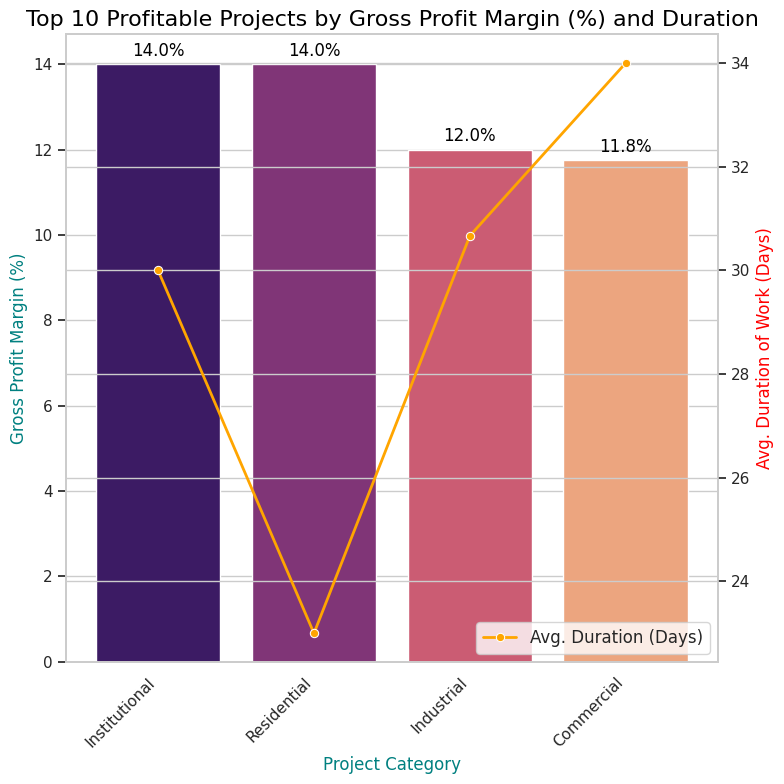 Top 10 Profitable Projects by Gross Profit Margin (%) and Duration
14.0%
14.0%
12.0%
11.8%
Gross Profit Margin (%)
14
12
10
8
6
4
2
0
34
32
30
28
26
24
Avg. Duration of Work (Days)
Avg. Duration (Days)
Institutional
Residential
Industrial
Commercial
Project Category